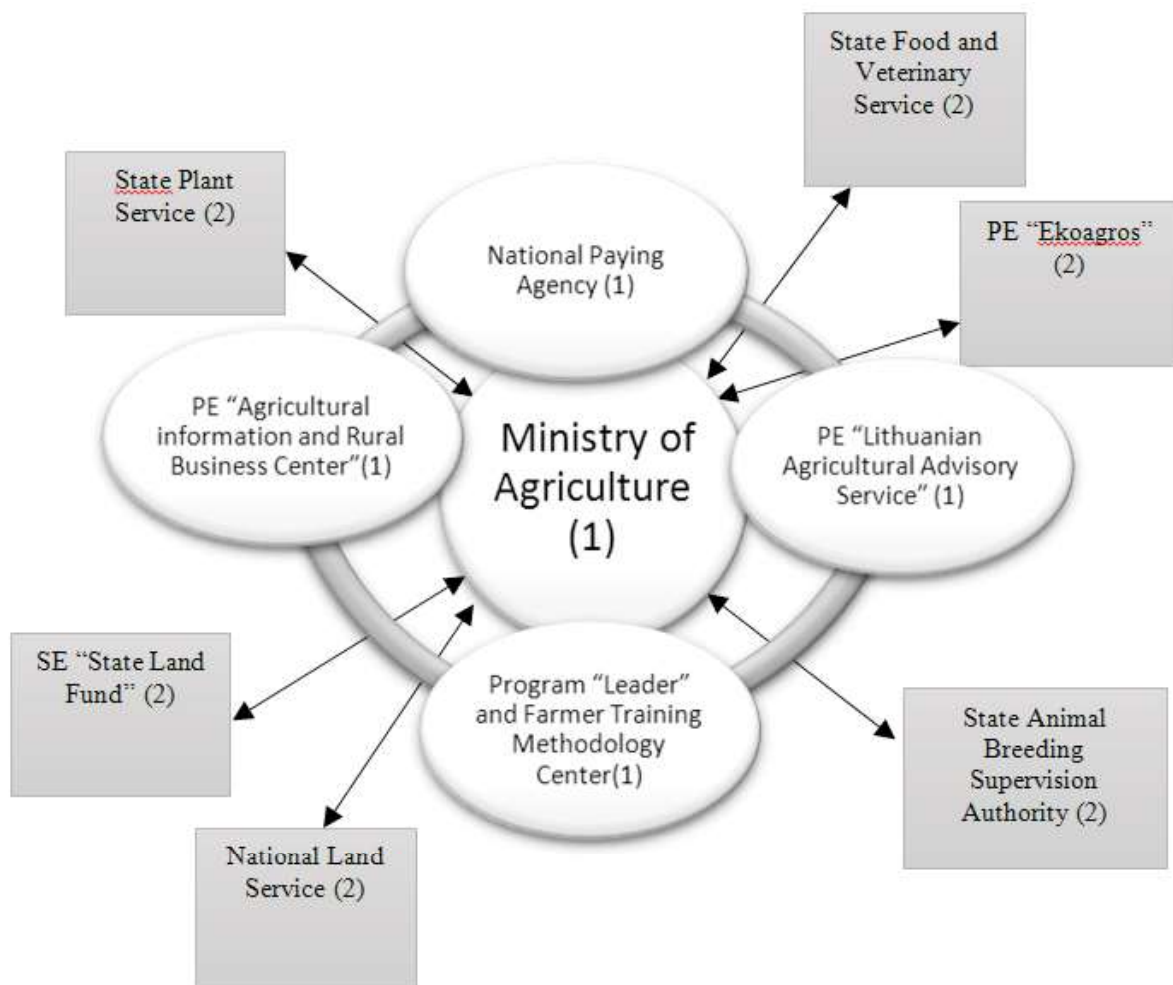 State Food and
Veterinary
Service (2)
State Plant
Service (2)
PE “Ekoagros”
(2)
National Paying
Agency (1)
PE “Agricultural
information and Rural
Business Center”(1)
Ministry of
Agriculture
(1)
PE “Lithuanian
Agricultural Advisory
Service” (1)
SE “State Land
Fund” (2)
Program “Leader”
and Farmer Training
Methodology
Center(1)
State Animal
Breeding
Supervision
Authority (2)
National Land
Service (2)